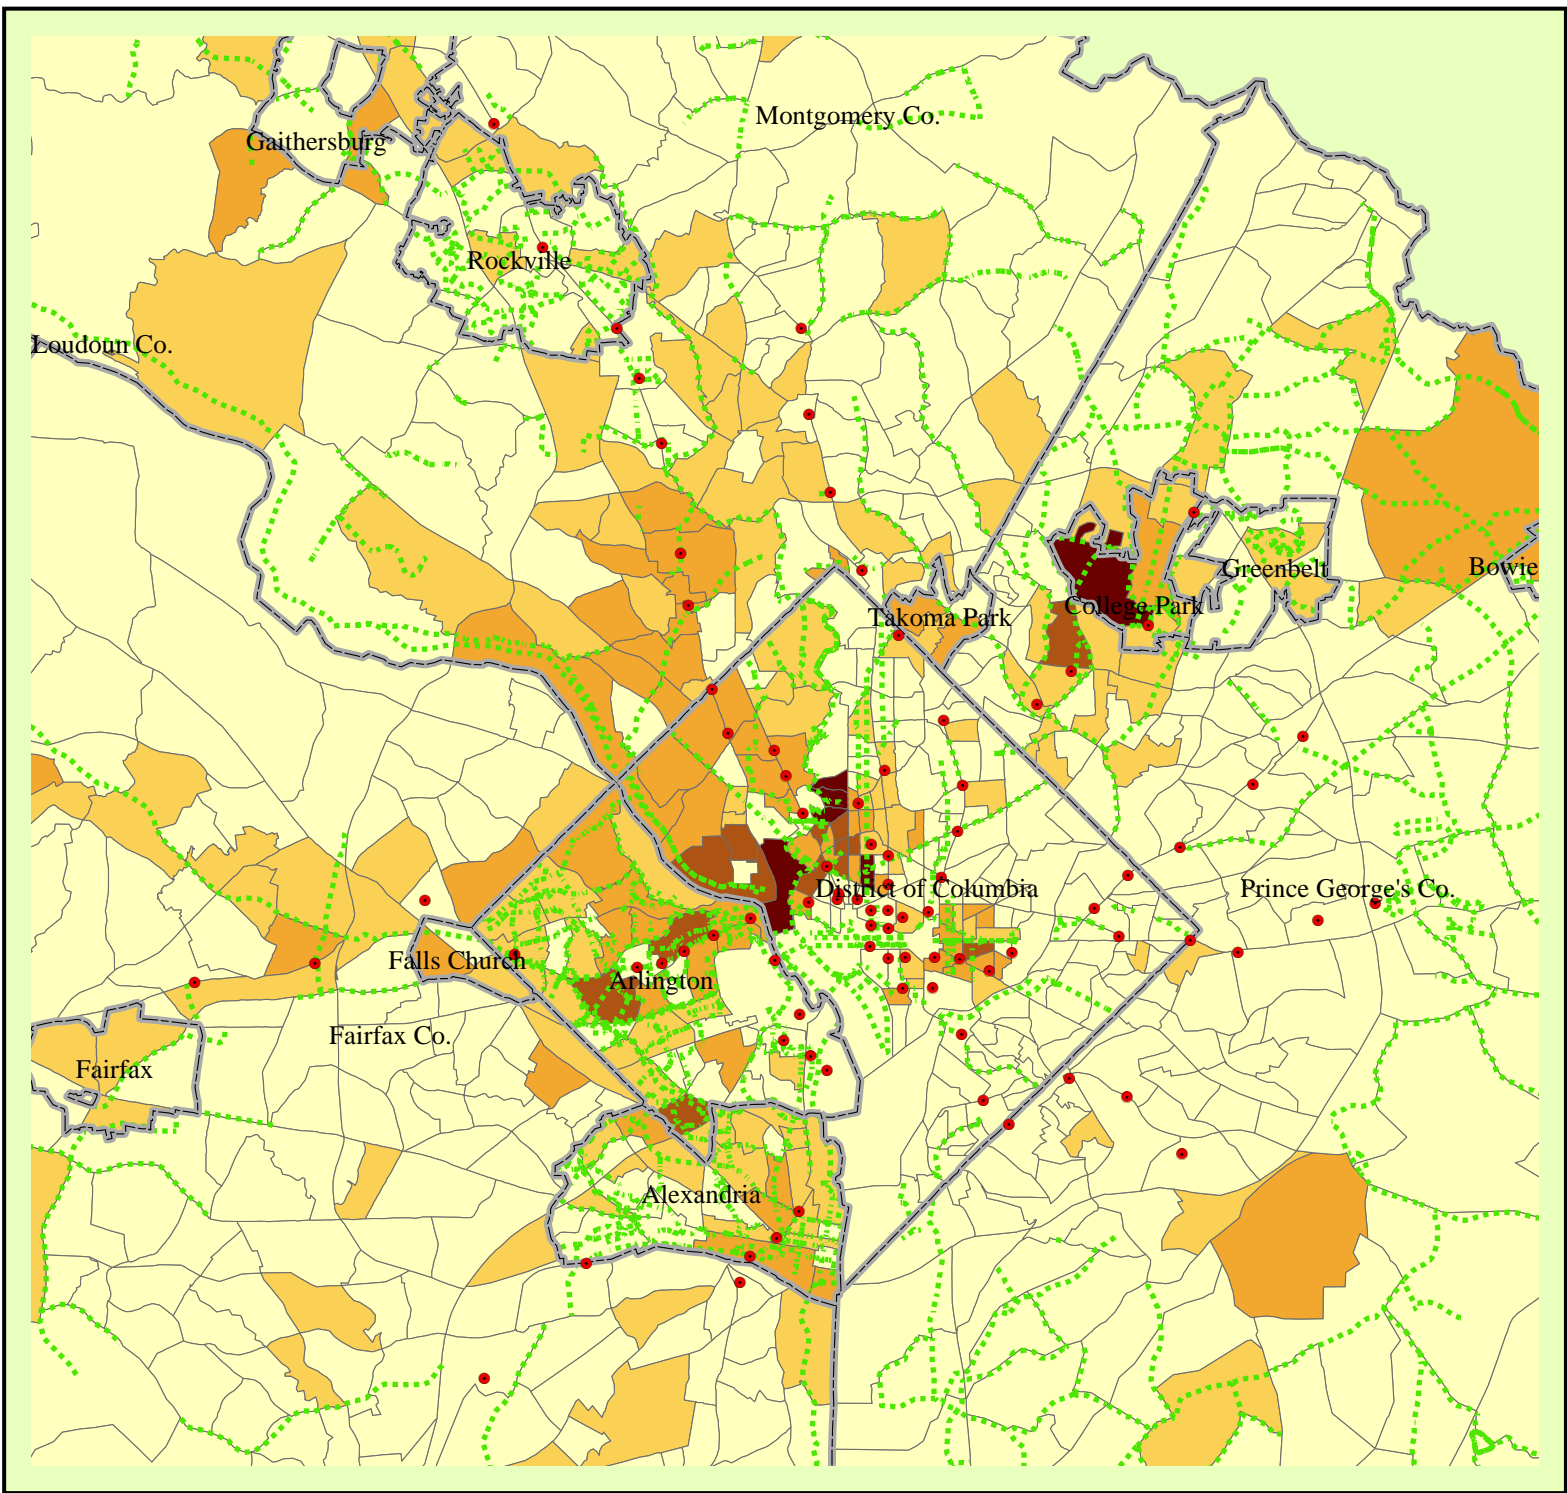 Montgomery Co.
Gaithersburg
Rockville
Loudoun Co.
Greenbelt
Bowie
College Park
Takoma Park
District of Columbia
Prince George's Co.
Falls Church
Arlington
Fairfax Co.
Fairfax
Alexandria